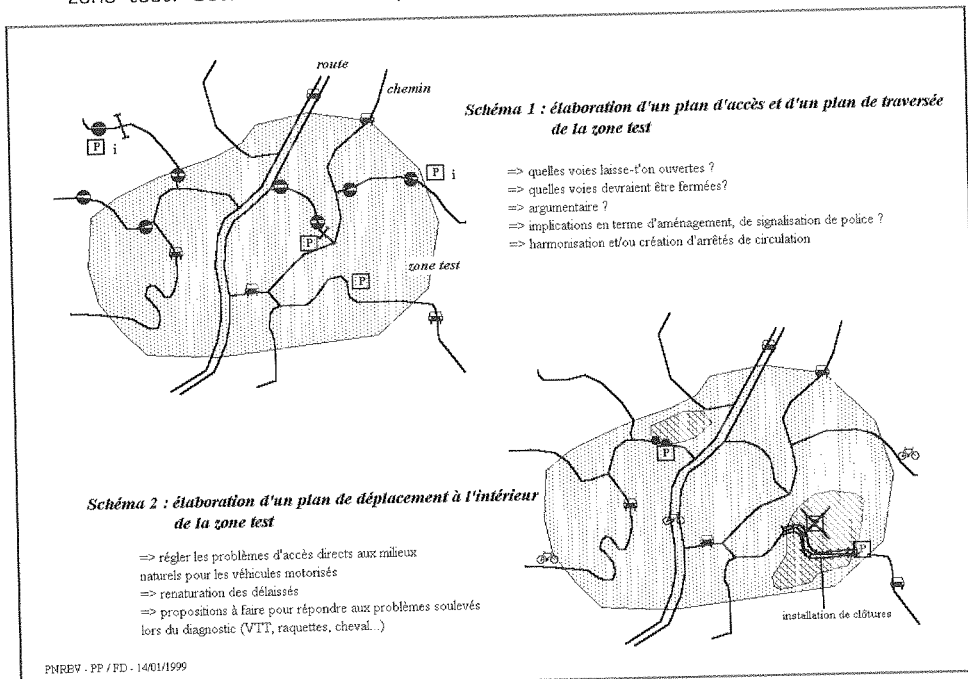 zone test.
route
chemin
P i
P i
P
zone test
P
Schéma 1 : élaboration d'un plan d'accès et d'un plan de traversée
de la zone test
=> quelles voies laisse-t'on ouvertes ?
=> quelles voies devraient être fermées?
=> argumentaire ?
=> implications en terme d'aménagement, de signalisation de police ?
=> harmonisation et/ou création d'arrêtés de circulation
P
P
installation de clôtures
Schéma 2 : élaboration d'un plan de déplacement à l'intérieur
de la zone test
=> régler les problèmes d'accès directs aux milieux
naturels pour les véhicules motorisés
=> renaturation des délaissés
=> propositions à faire pour répondre aux problèmes soulevés
lors du diagnostic (VTT, raquettes, cheval...)
PNRBV - PP / FD - 14/01/1999